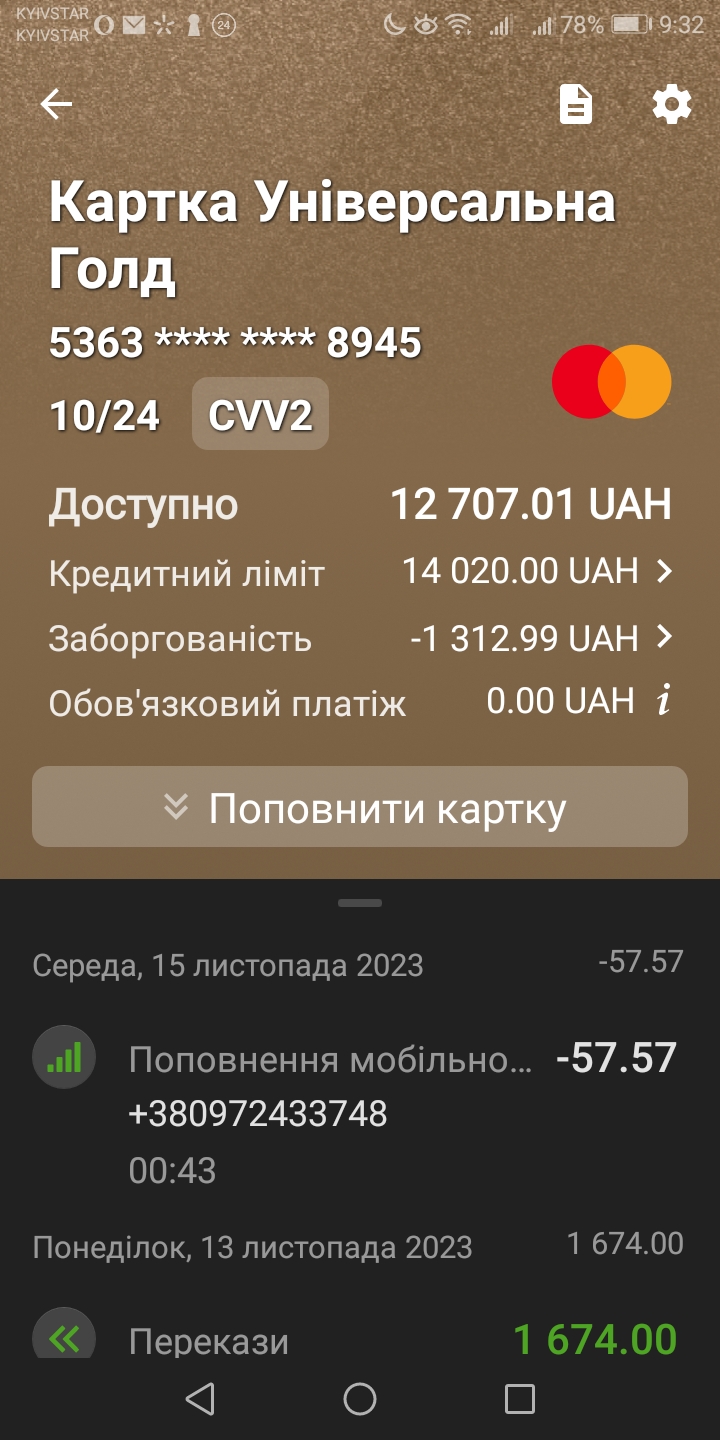 KYIVSTAR
KYIVSTAR
24
78%
9:32
Картка Універсальна
Голд
5363 **** **** 8945
10/24 CVV2
Доступно 12 707.01 UAH
Кредитний ліміт 14 020.00 UAH
Заборгованість -1 312.99 UAH
Обов'язковий платіж 0.00 UAH i
Поповнити картку
Середа, 15 листопада 2023 -57.57
Поповнення мобільно... -57.57
+380972433748
00:43
Понеділок, 13 листопада 2023 1 674.00
Перекази 1 674.00